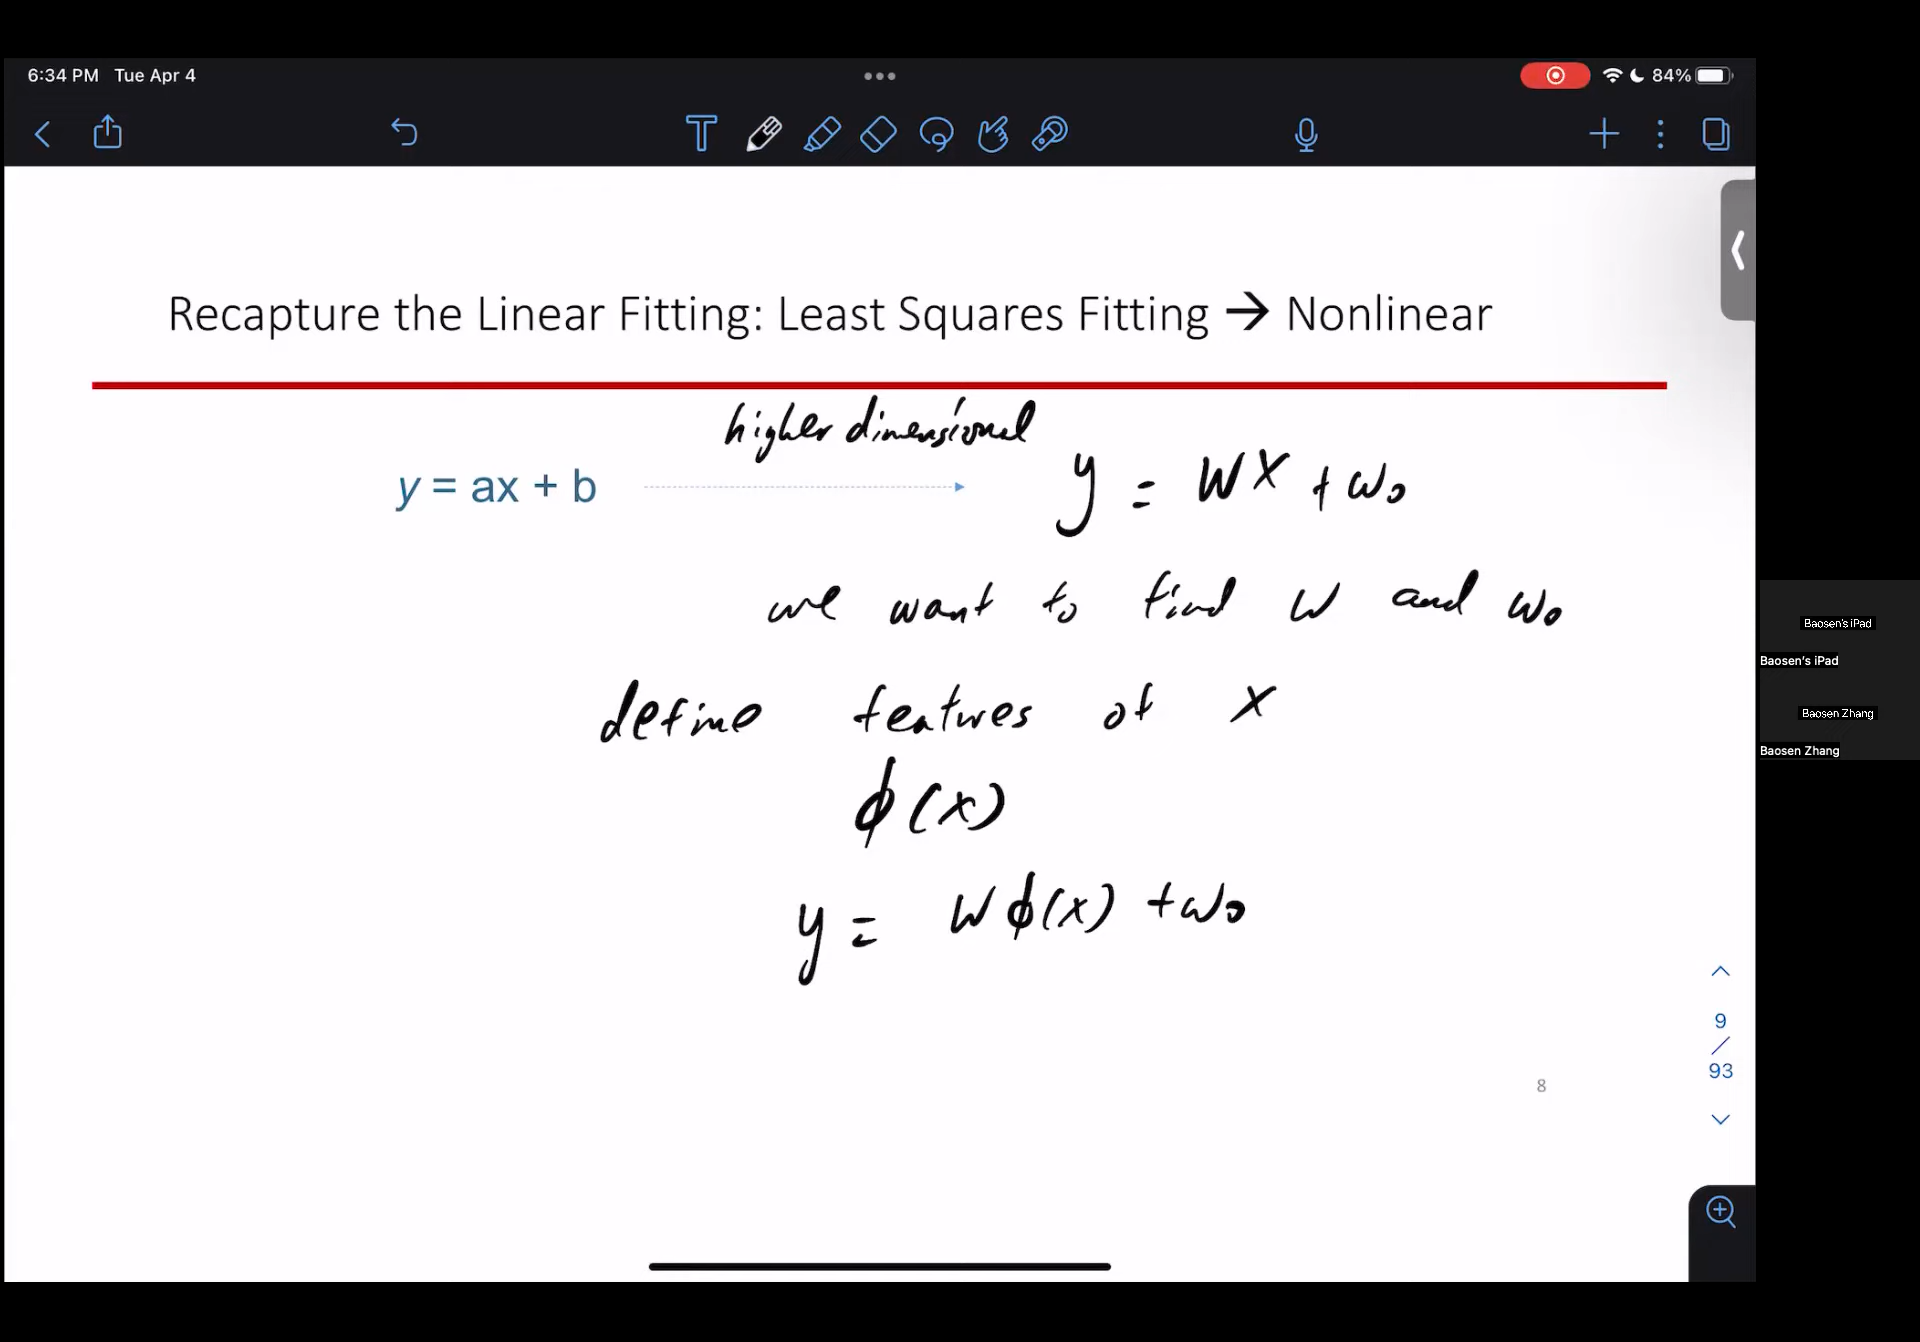 6:34 PM Tue Apr 4
84%
Recapture the Linear Fitting: Least Squares Fitting → Nonlinear
higher dimensional
y = ax + b
y = WX + w₀
we want to find W and w₀
define features of X
ϕ(x)
y = Wϕ(x) + w₀
Baosen's iPad
Baosen's iPad
Baosen Zhang
Baosen Zhang
9
/
93
8